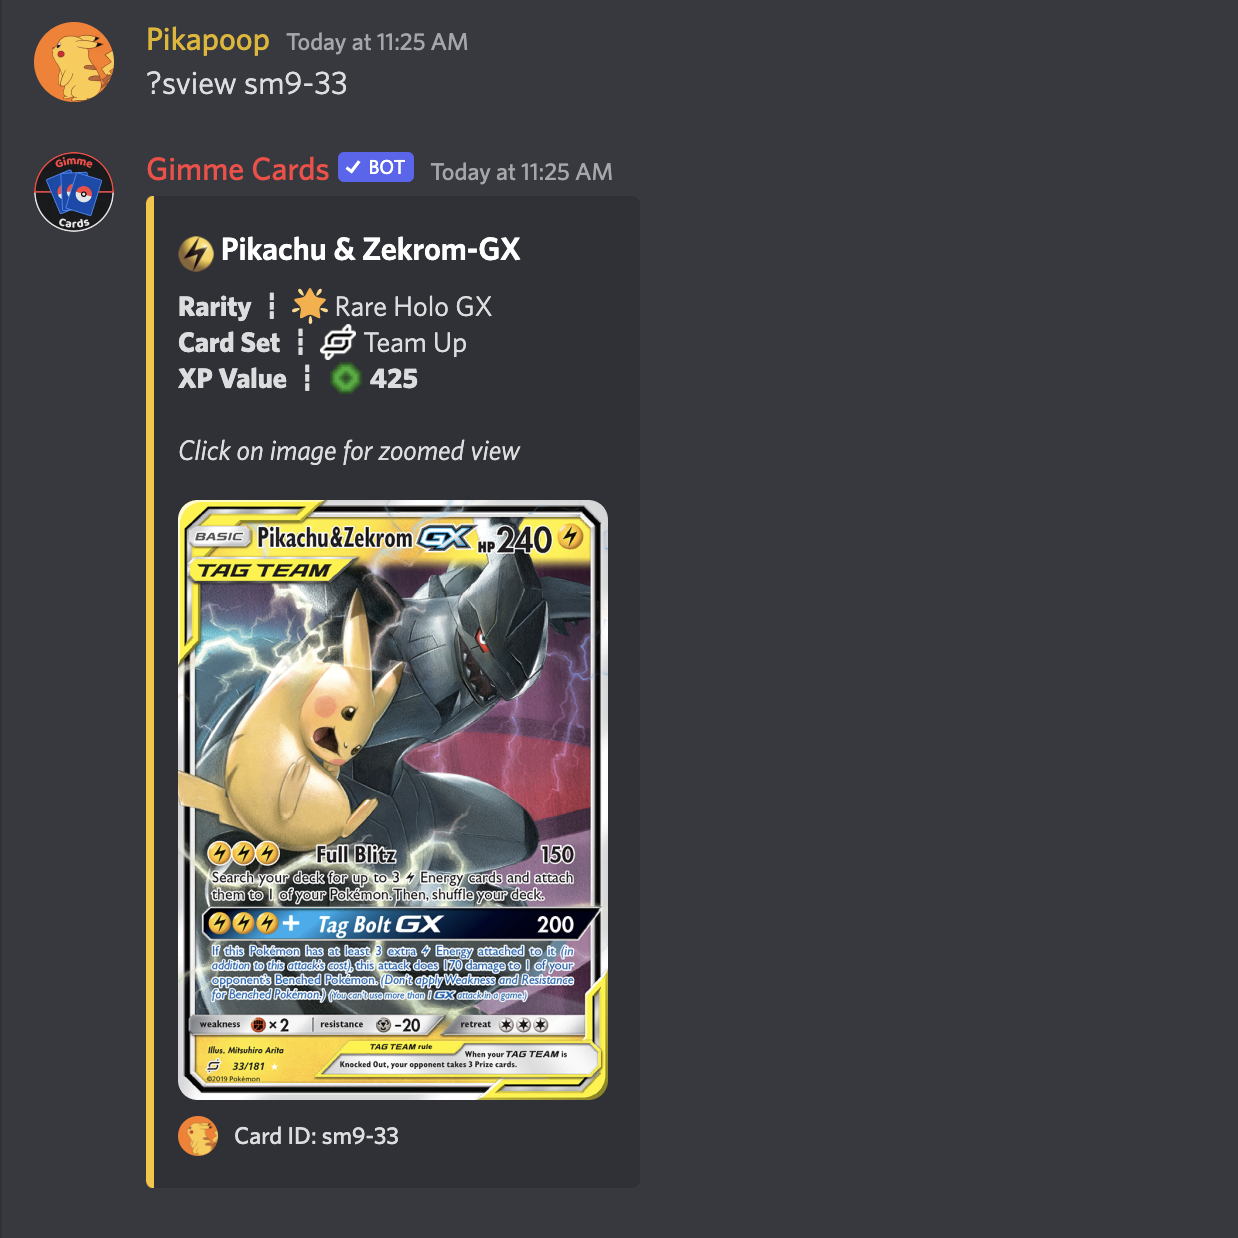 Pikapoop Today at 11:25 AM
?sview sm9-33
Gimme
Cards
Gimme Cards ✓ BOT Today at 11:25 AM
Pikachu & Zekrom-GX
Rarity ┋ Rare Holo GX
Card Set ┋ Team Up
XP Value ┋ 425
Click on image for zoomed view
BASIC Pikachu&Zekrom GX HP 240
TAG TEAM
Full Blitz 150
Search your deck for up to 3 Energy cards and attach
them to 1 of your Pokémon. Then, shuffle your deck.
+ Tag Bolt GX 200
If this Pokémon has at least 3 extra Energy attached to it (in
addition to this attack's cost), this attack does 170 damage to 1 of your
opponent's Benched Pokémon. (Don't apply Weakness and Resistance
for Benched Pokémon.) (You can't use more than 1 GX attack in a game.)
weakness ×2 resistance -20 retreat
Illus. Mitsuhiro Arita
33/181
©2019 Pokémon
TAG TEAM rule
When your TAG TEAM is
Knocked Out, your opponent takes 3 Prize cards.
Card ID: sm9-33